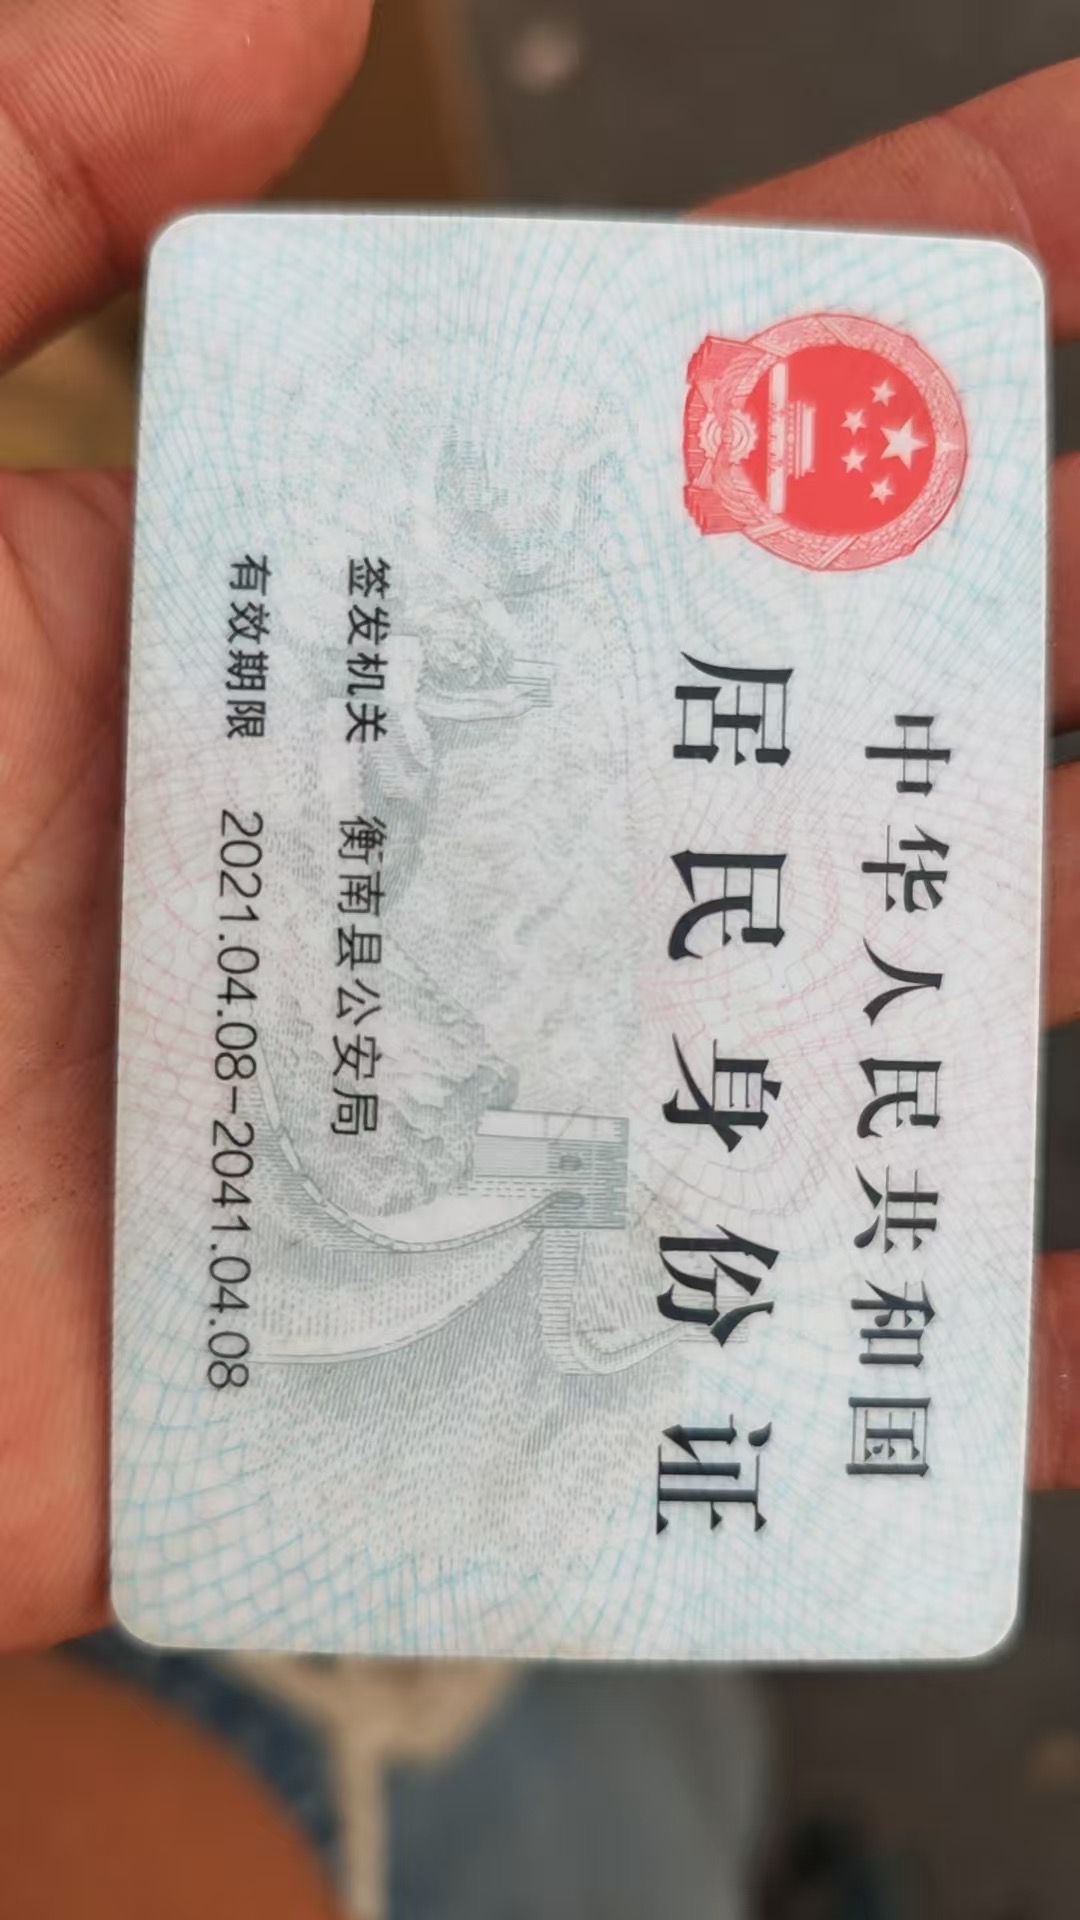 中华人民共和国
居民身份证
签发机关 衡南县公安局
有效期限 2021.04.08-2041.04.08